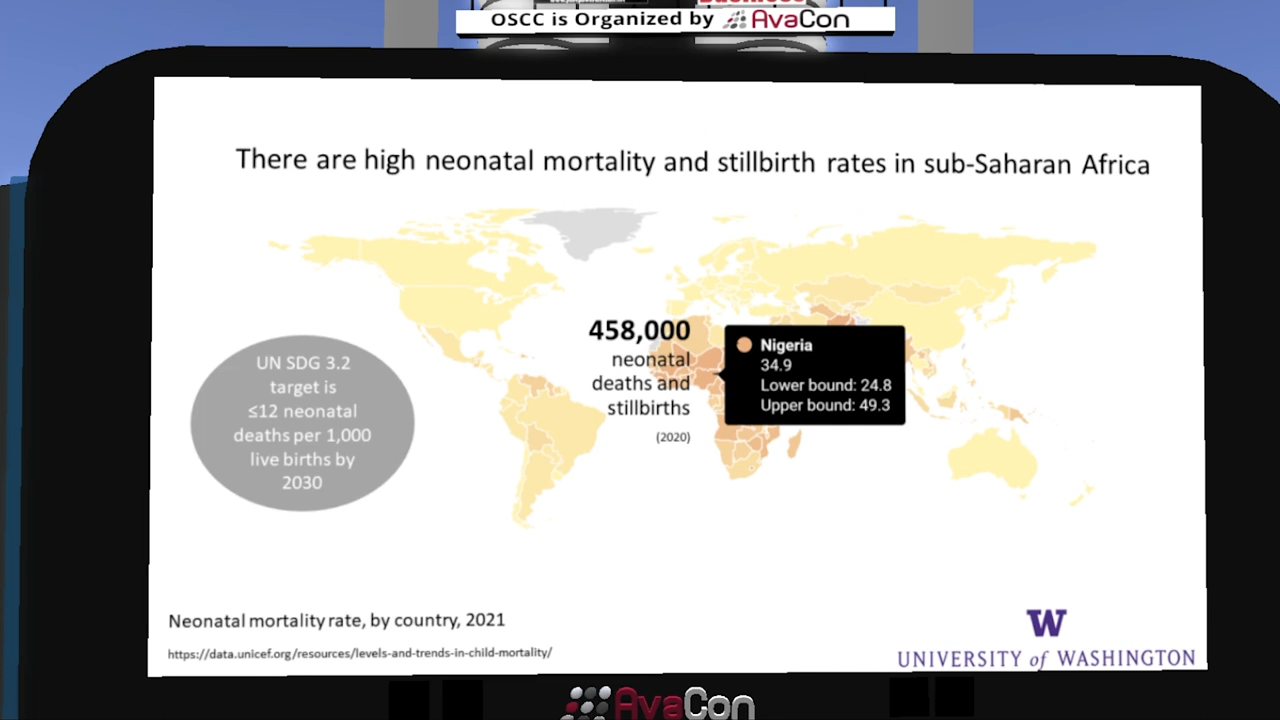 OSCC is Organized by AvaCon
There are high neonatal mortality and stillbirth rates in sub-Saharan Africa
458,000
neonatal
deaths and
stillbirths
(2020)
Nigeria
34.9
Lower bound: 24.8
Upper bound: 49.3
UN SDG 3.2
target is
≤12 neonatal
deaths per 1,000
live births by
2030
Neonatal mortality rate, by country, 2021
https://data.unicef.org/resources/levels-and-trends-in-child-mortality/
W
UNIVERSITY of WASHINGTON
AvaCon